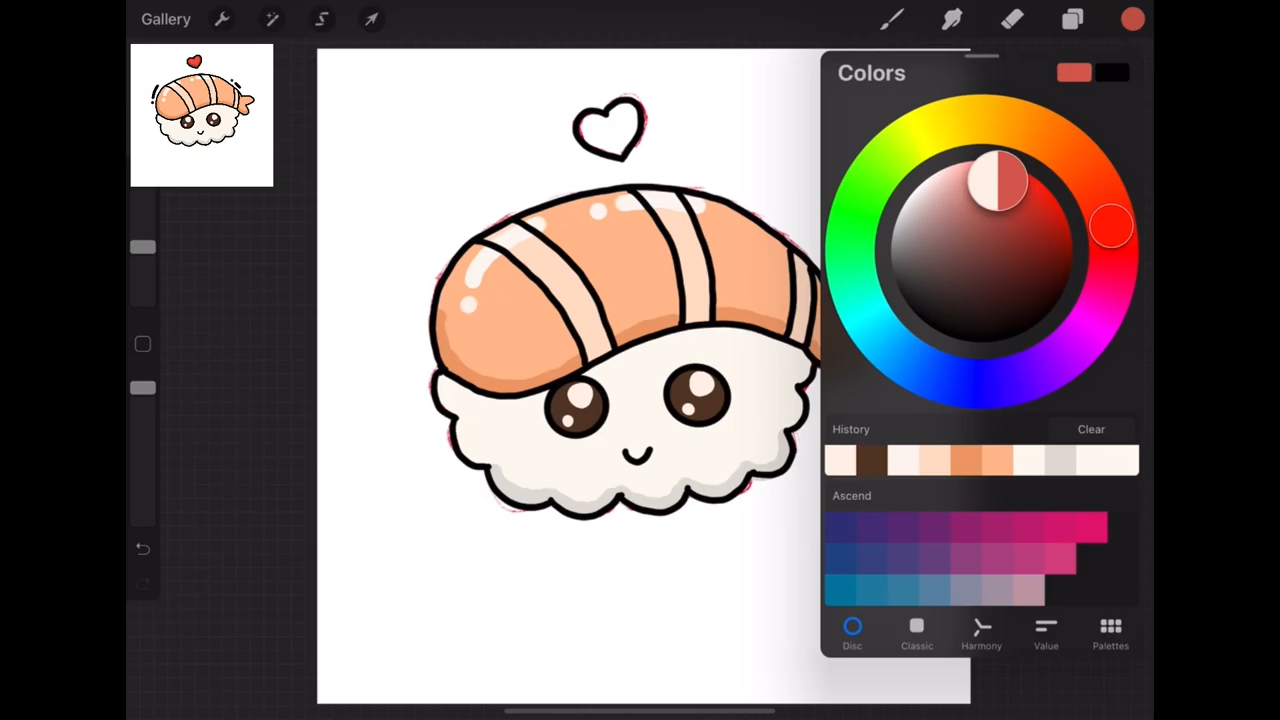 Gallery
Colors
History
Clear
Ascend
Disc
Classic
Harmony
Value
Palettes